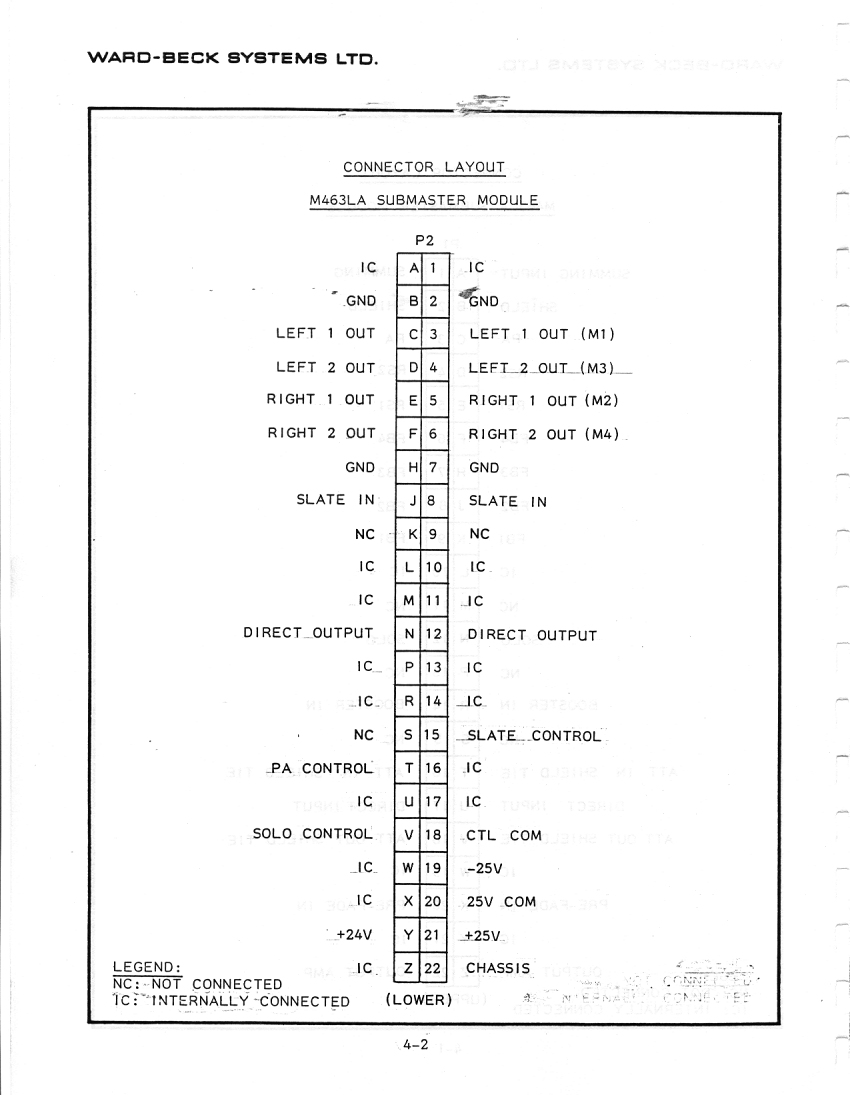 WARD-BECK SYSTEMS LTD.
CONNECTOR LAYOUT
M463LA SUBMASTER MODULE
P2
IC A 1 IC
GND B 2 GND
LEFT 1 OUT C 3 LEFT 1 OUT (M1)
LEFT 2 OUT D 4 LEFT 2 OUT (M3)
RIGHT 1 OUT E 5 RIGHT 1 OUT (M2)
RIGHT 2 OUT F 6 RIGHT 2 OUT (M4)
GND H 7 GND
SLATE IN J 8 SLATE IN
NC K 9 NC
IC L 10 IC
IC M 11 IC
DIRECT OUTPUT N 12 DIRECT OUTPUT
IC P 13 IC
IC R 14 IC
NC S 15 SLATE CONTROL
PA CONTROL T 16 IC
IC U 17 IC
SOLO CONTROL V 18 CTL COM
IC W 19 -25V
IC X 20 25V COM
+24V Y 21 +25V
IC Z 22 CHASSIS
LEGEND:
NC: NOT CONNECTED
IC: INTERNALLY CONNECTED
(LOWER)
4-2